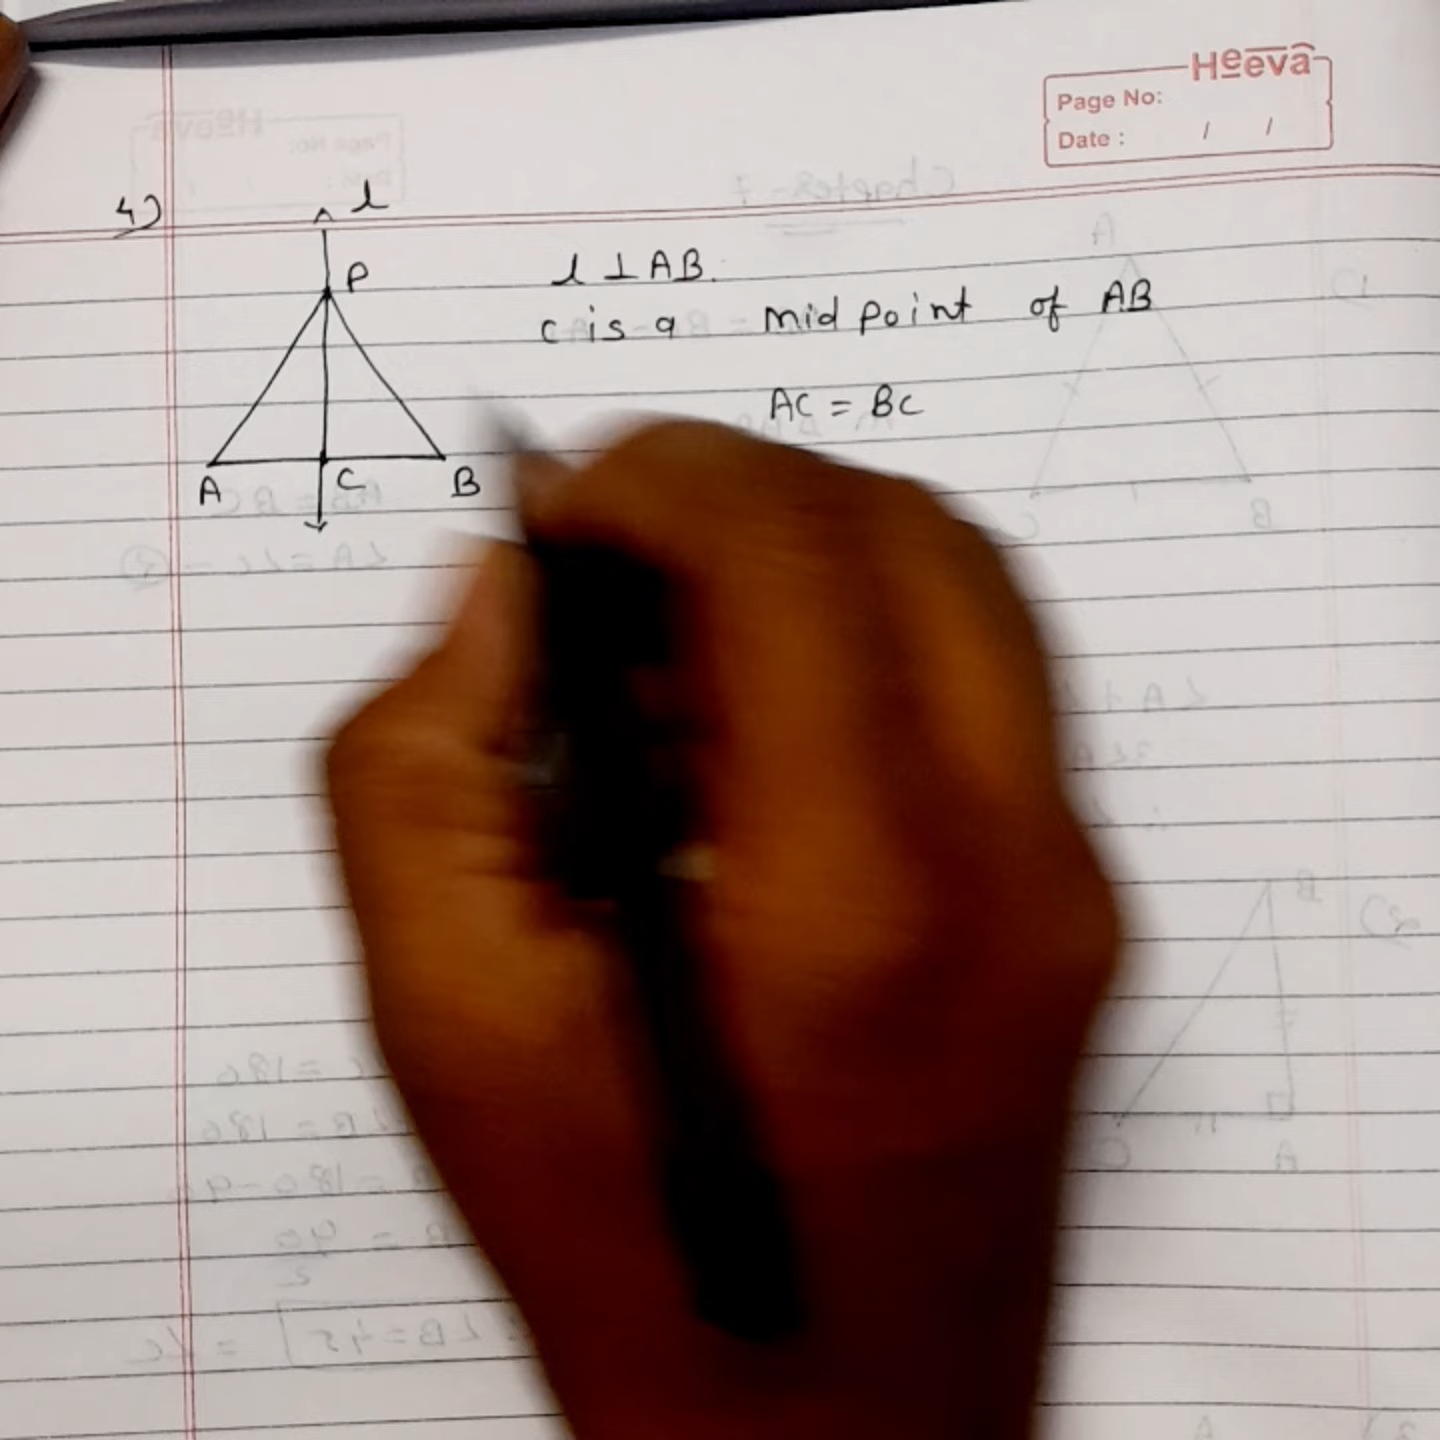 Heeva
Page No:
Date : / /
4)
l
P
l ⊥ AB.
c is a mid point of AB
AC = BC
A C B